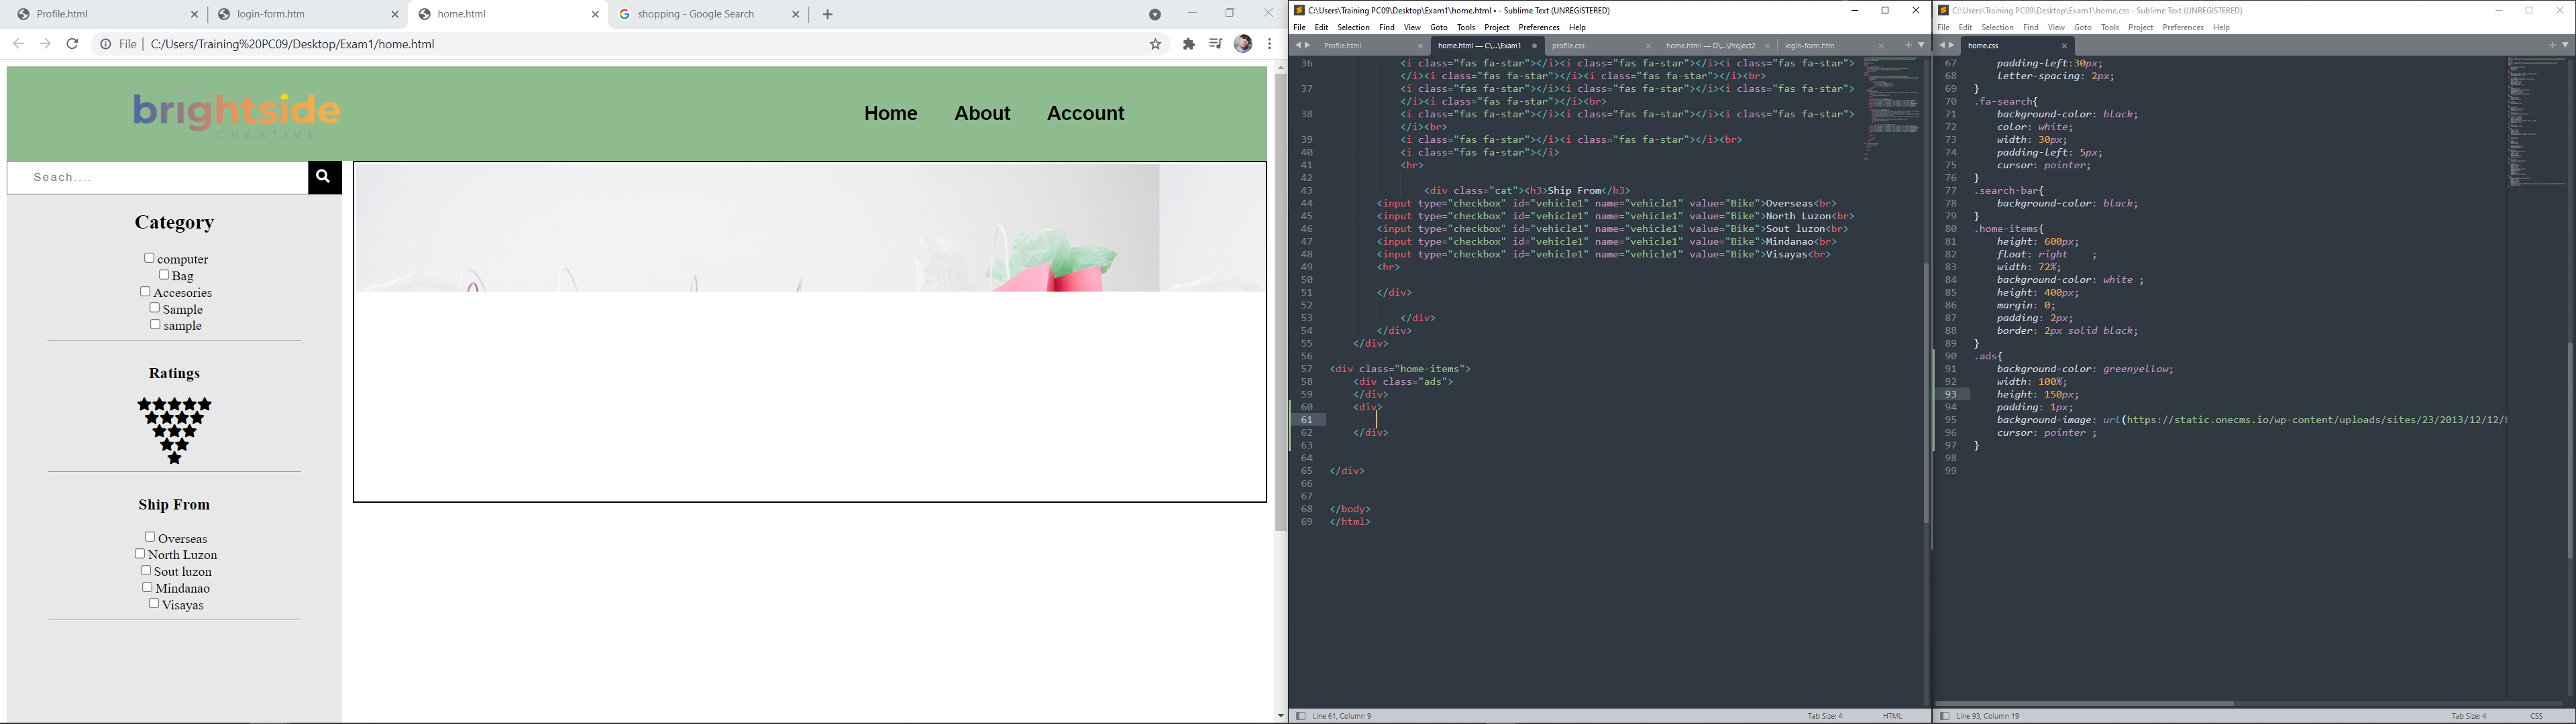 Profile.html
login-form.htm
home.html
shopping - Google Search
File | C:/Users/Training%20PC09/Desktop/Exam1/home.html
brightside
CREATIVE
Home
About
Account
Seach....
Category
computer
Bag
Accesories
Sample
sample
Ratings
Ship From
Overseas
North Luzon
Sout luzon
Mindanao
Visayas
C:\Users\Training PC09\Desktop\Exam1\home.html • - Sublime Text (UNREGISTERED)
File Edit Selection Find View Goto Tools Project Preferences Help
Profile.html
home.html — C:\...\Exam1
profile.css
home.html — D:\...\Project2
login-form.htm
36 <i class="fas fa-star"></i><i class="fas fa-star"></i><i class="fas fa-star">
</i><i class="fas fa-star"></i><i class="fas fa-star"></i><br>
37 <i class="fas fa-star"></i><i class="fas fa-star"></i><i class="fas fa-star">
</i><i class="fas fa-star"></i><br>
38 <i class="fas fa-star"></i><i class="fas fa-star"></i><i class="fas fa-star">
</i><br>
39 <i class="fas fa-star"></i><i class="fas fa-star"></i><br>
40 <i class="fas fa-star"></i>
41 <hr>
42
43 <div class="cat"><h3>Ship From</h3>
44 <input type="checkbox" id="vehicle1" name="vehicle1" value="Bike">Overseas<br>
45 <input type="checkbox" id="vehicle1" name="vehicle1" value="Bike">North Luzon<br>
46 <input type="checkbox" id="vehicle1" name="vehicle1" value="Bike">Sout luzon<br>
47 <input type="checkbox" id="vehicle1" name="vehicle1" value="Bike">Mindanao<br>
48 <input type="checkbox" id="vehicle1" name="vehicle1" value="Bike">Visayas<br>
49 <hr>
50
51 </div>
52
53 </div>
54 </div>
55 </div>
56
57 <div class="home-items">
58 <div class="ads">
59 </div>
60 <div>
61
62 </div>
63
64
65 </div>
66
67
68 </body>
69 </html>
Line 61, Column 9
Tab Size: 4
HTML
C:\Users\Training PC09\Desktop\Exam1\home.css - Sublime Text (UNREGISTERED)
File Edit Selection Find View Goto Tools Project Preferences Help
home.css
67 padding-left:30px;
68 letter-spacing: 2px;
69 }
70 .fa-search{
71 background-color: black;
72 color: white;
73 width: 30px;
74 padding-left: 5px;
75 cursor: pointer;
76 }
77 .search-bar{
78 background-color: black;
79 }
80 .home-items{
81 height: 600px;
82 float: right ;
83 width: 72%;
84 background-color: white ;
85 height: 400px;
86 margin: 0;
87 padding: 2px;
88 border: 2px solid black;
89 }
90 .ads{
91 background-color: greenyellow;
92 width: 100%;
93 height: 150px;
94 padding: 1px;
95 background-image: url(https://static.onecms.io/wp-content/uploads/sites/23/2013/12/12/
96 cursor: pointer ;
97 }
98
99
Line 93, Column 19
Tab Size: 4
CSS